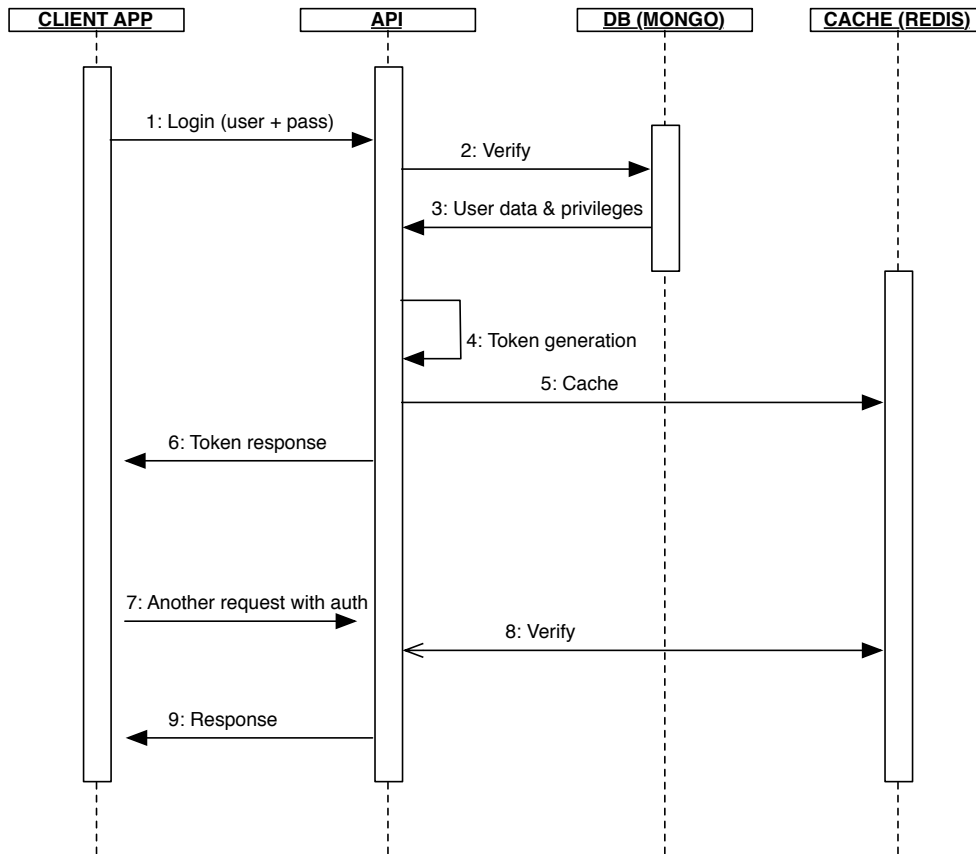 CLIENT APP
API
DB (MONGO)
CACHE (REDIS)
1: Login (user + pass)
2: Verify
3: User data & privileges
4: Token generation
5: Cache
6: Token response
7: Another request with auth
8: Verify
9: Response